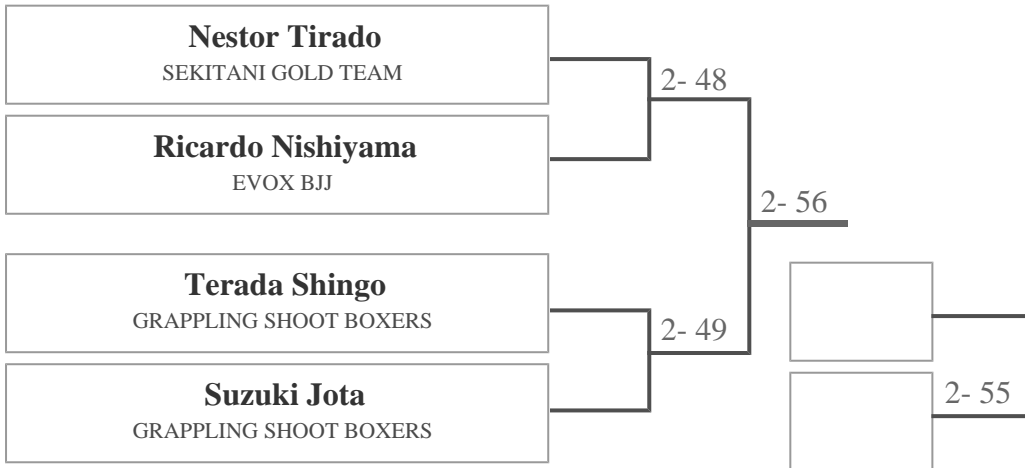 Nestor Tirado
SEKITANI GOLD TEAM
2- 48
Ricardo Nishiyama
EVOX BJJ
2- 56
Terada Shingo
GRAPPLING SHOOT BOXERS
2- 49
Suzuki Jota
GRAPPLING SHOOT BOXERS
2- 55